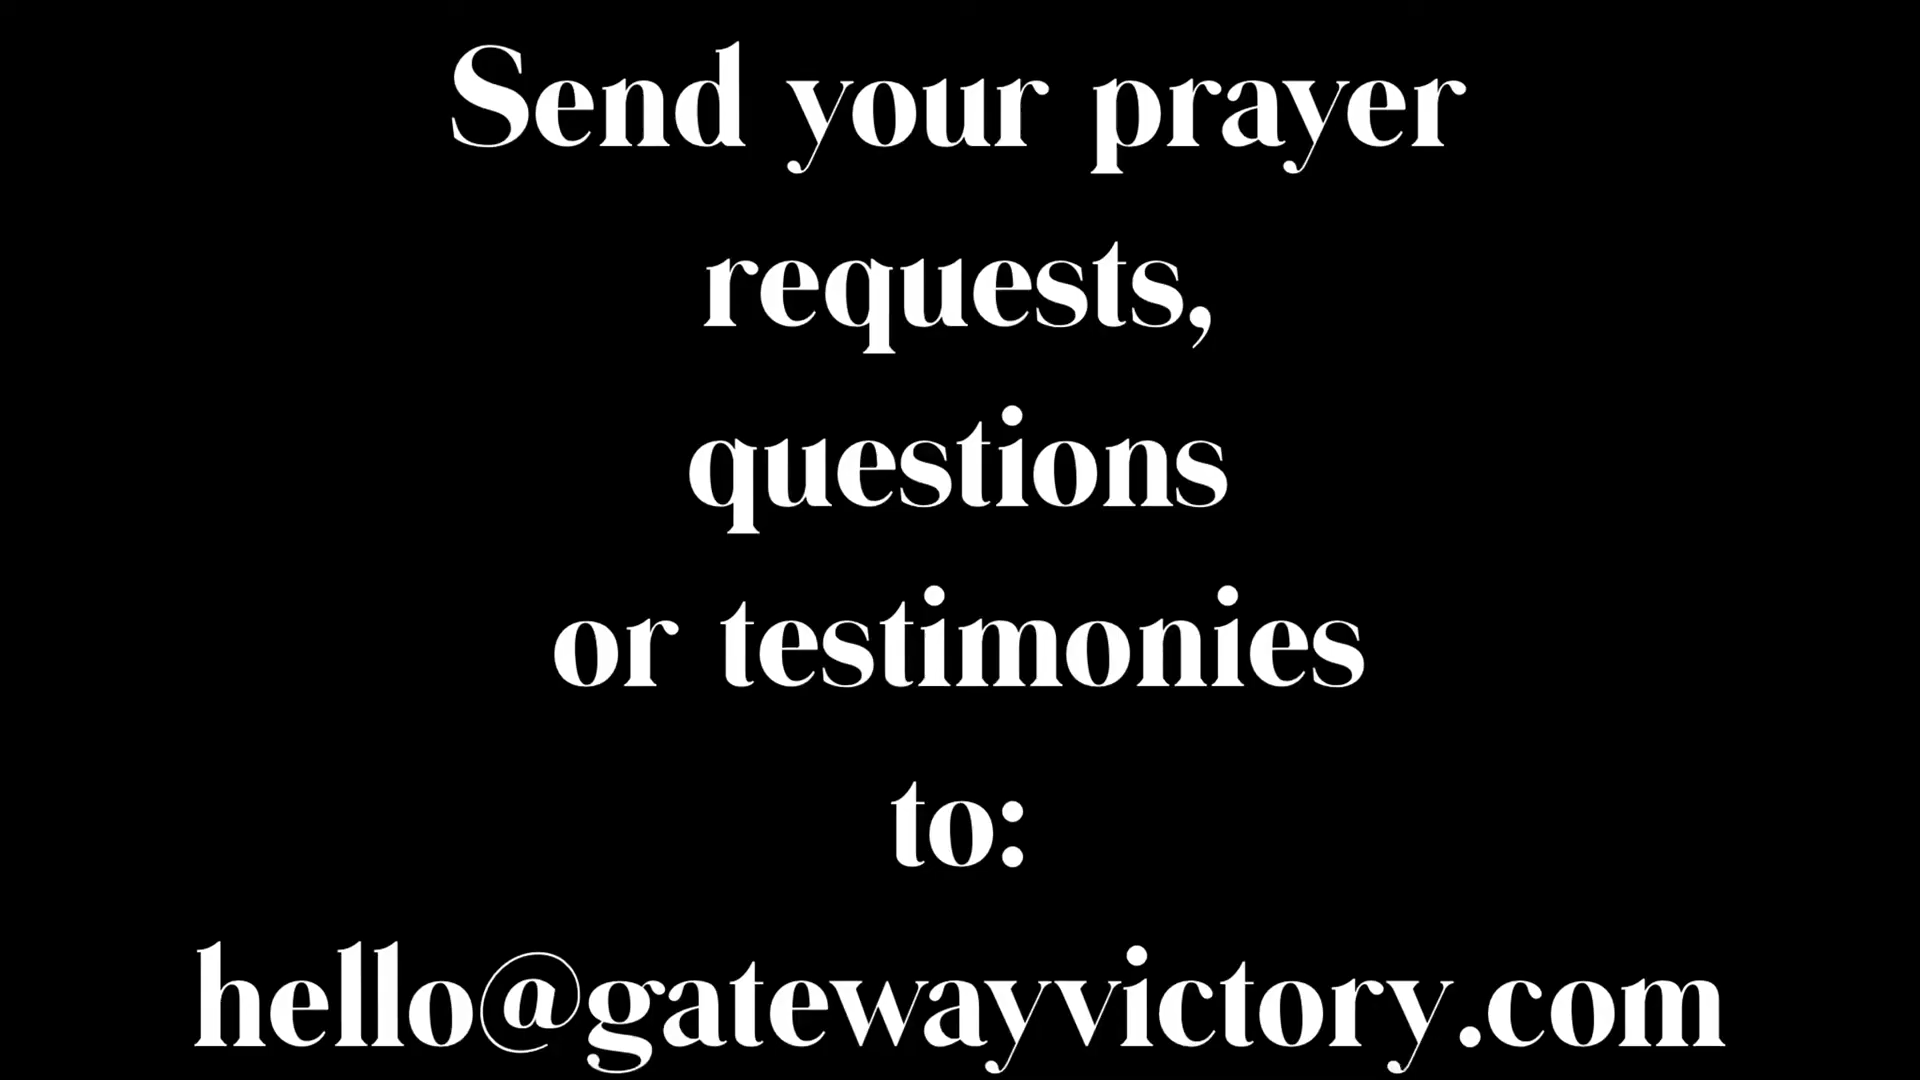 Send your prayer
requests,
questions
or testimonies
to:
hello@gatewayvictory.com